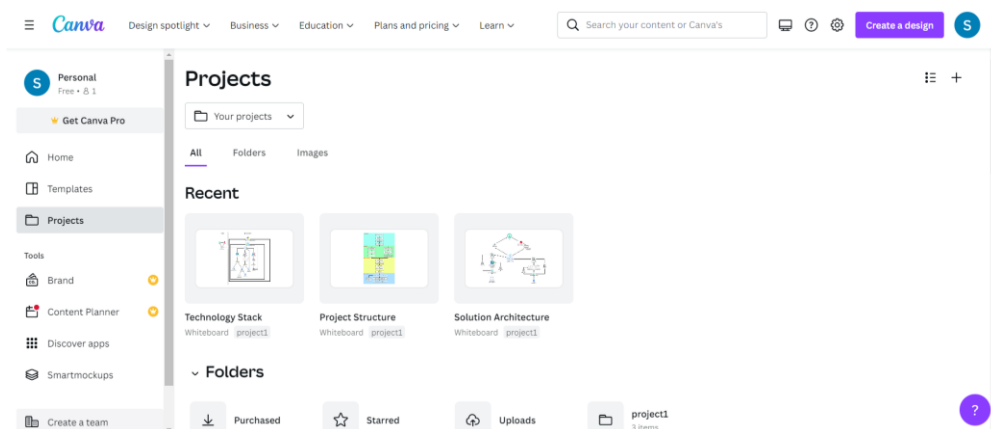 Canva Design spotlight Business Education Plans and pricing Learn Search your content or Canva's ? Create a design S
S Personal
Free • 1
Get Canva Pro
Home
Templates
Projects
Tools
Brand
Content Planner
Discover apps
Smartmockups
Create a team
Projects
Your projects
All Folders Images
Recent
Technology Stack Project Structure Solution Architecture
Whiteboard project1 Whiteboard project1 Whiteboard project1
Folders
Purchased Starred Uploads project1
3 items
?